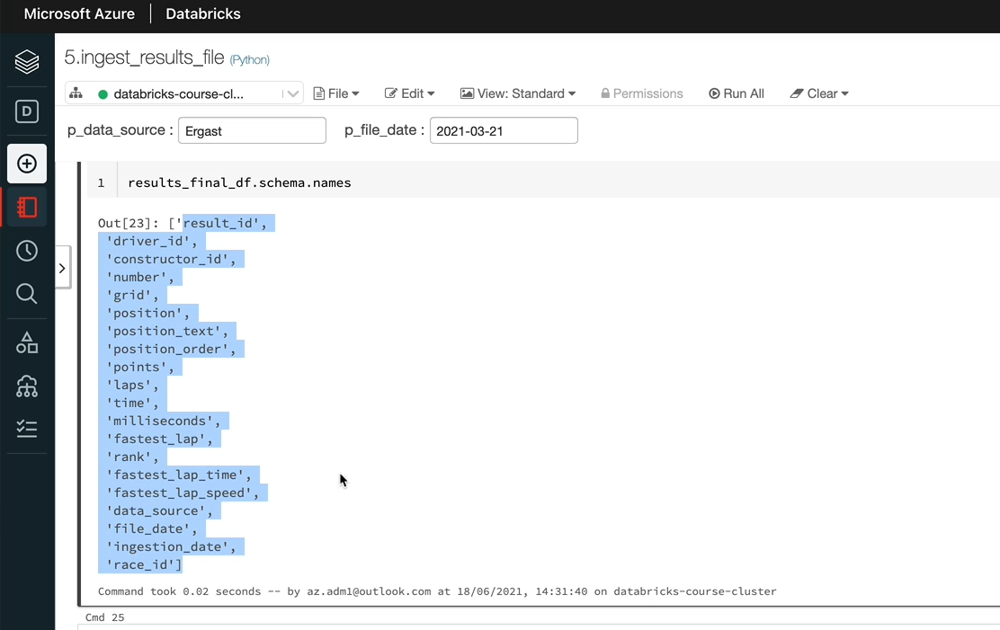 Microsoft Azure | Databricks
5.ingest_results_file (Python)
databricks-course-cl... File Edit View: Standard Permissions Run All Clear
p_data_source : Ergast p_file_date : 2021-03-21
1 results_final_df.schema.names
Out[23]: ['result_id',
'driver_id',
'constructor_id',
'number',
'grid',
'position',
'position_text',
'position_order',
'points',
'laps',
'time',
'milliseconds',
'fastest_lap',
'rank',
'fastest_lap_time',
'fastest_lap_speed',
'data_source',
'file_date',
'ingestion_date',
'race_id']
Command took 0.02 seconds -- by az.adm1@outlook.com at 18/06/2021, 14:31:40 on databricks-course-cluster
Cmd 25